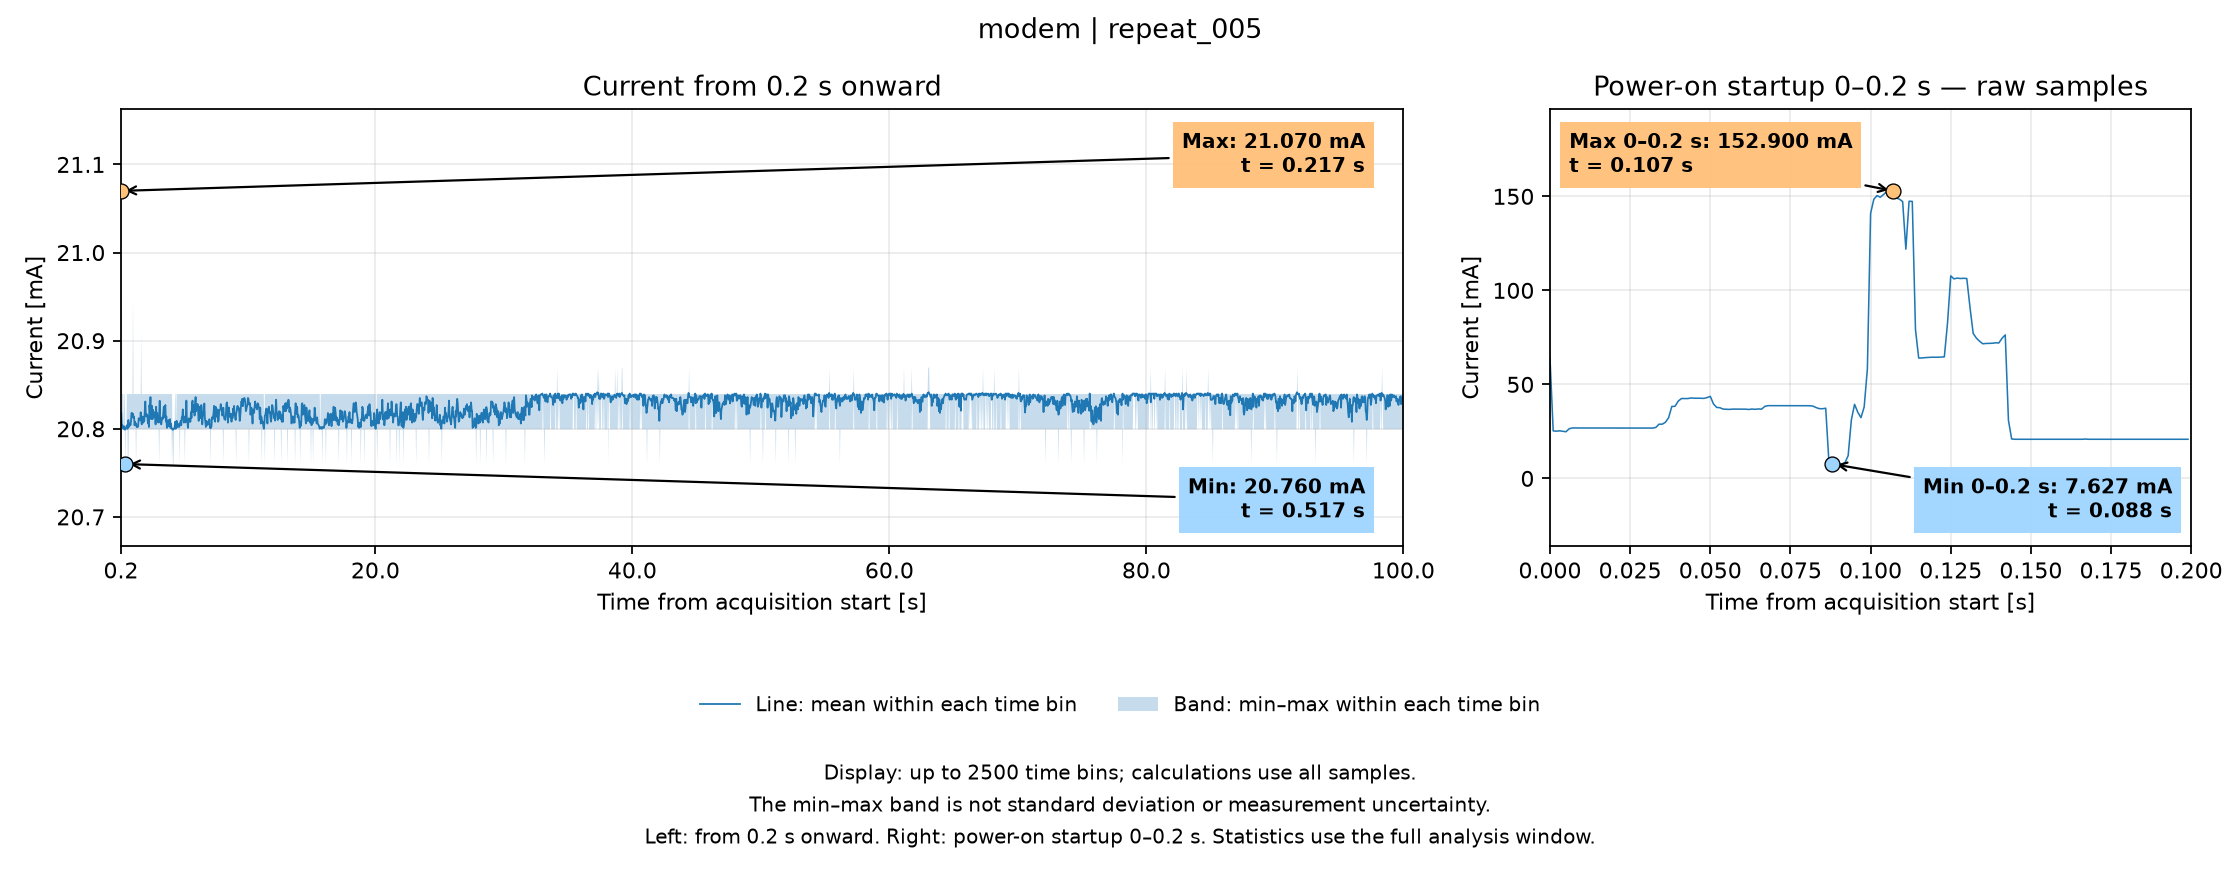 modem | repeat_005
Current from 0.2 s onward
Max: 21.070 mA
t = 0.217 s
Min: 20.760 mA
t = 0.517 s
Current [mA]
21.1
21.0
20.9
20.8
20.7
0.2
20.0
40.0
60.0
80.0
100.0
Time from acquisition start [s]
Power-on startup 0–0.2 s — raw samples
Max 0–0.2 s: 152.900 mA
t = 0.107 s
Min 0–0.2 s: 7.627 mA
t = 0.088 s
Current [mA]
150
100
50
0
0.000
0.025
0.050
0.075
0.100
0.125
0.150
0.175
0.200
Time from acquisition start [s]
Line: mean within each time bin
Band: min–max within each time bin
Display: up to 2500 time bins; calculations use all samples.
The min–max band is not standard deviation or measurement uncertainty.
Left: from 0.2 s onward. Right: power-on startup 0–0.2 s. Statistics use the full analysis window.